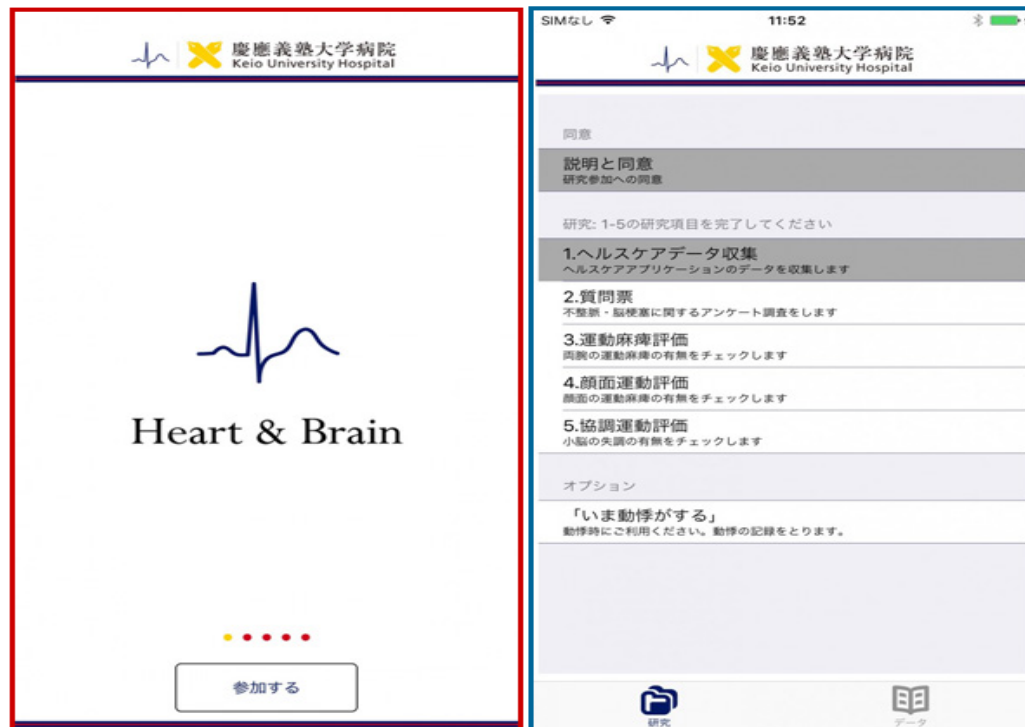 慶應義塾大学病院
Keio University Hospital
Heart & Brain
参加する
SIMなし 11:52
慶應義塾大学病院
Keio University Hospital
同意
説明と同意
研究参加への同意
研究: 1-5の研究項目を完了してください
1.ヘルスケアデータ収集
ヘルスケアアプリケーションのデータを収集します
2.質問票
不整脈・脳梗塞に関するアンケート調査をします
3.運動麻痺評価
両腕の運動麻痺の有無をチェックします
4.顔面運動評価
顔面の運動麻痺の有無をチェックします
5.協調運動評価
小脳の失調の有無をチェックします
オプション
「いま動悸がする」
動悸時にご利用ください。動悸の記録をとります。
研究
データ